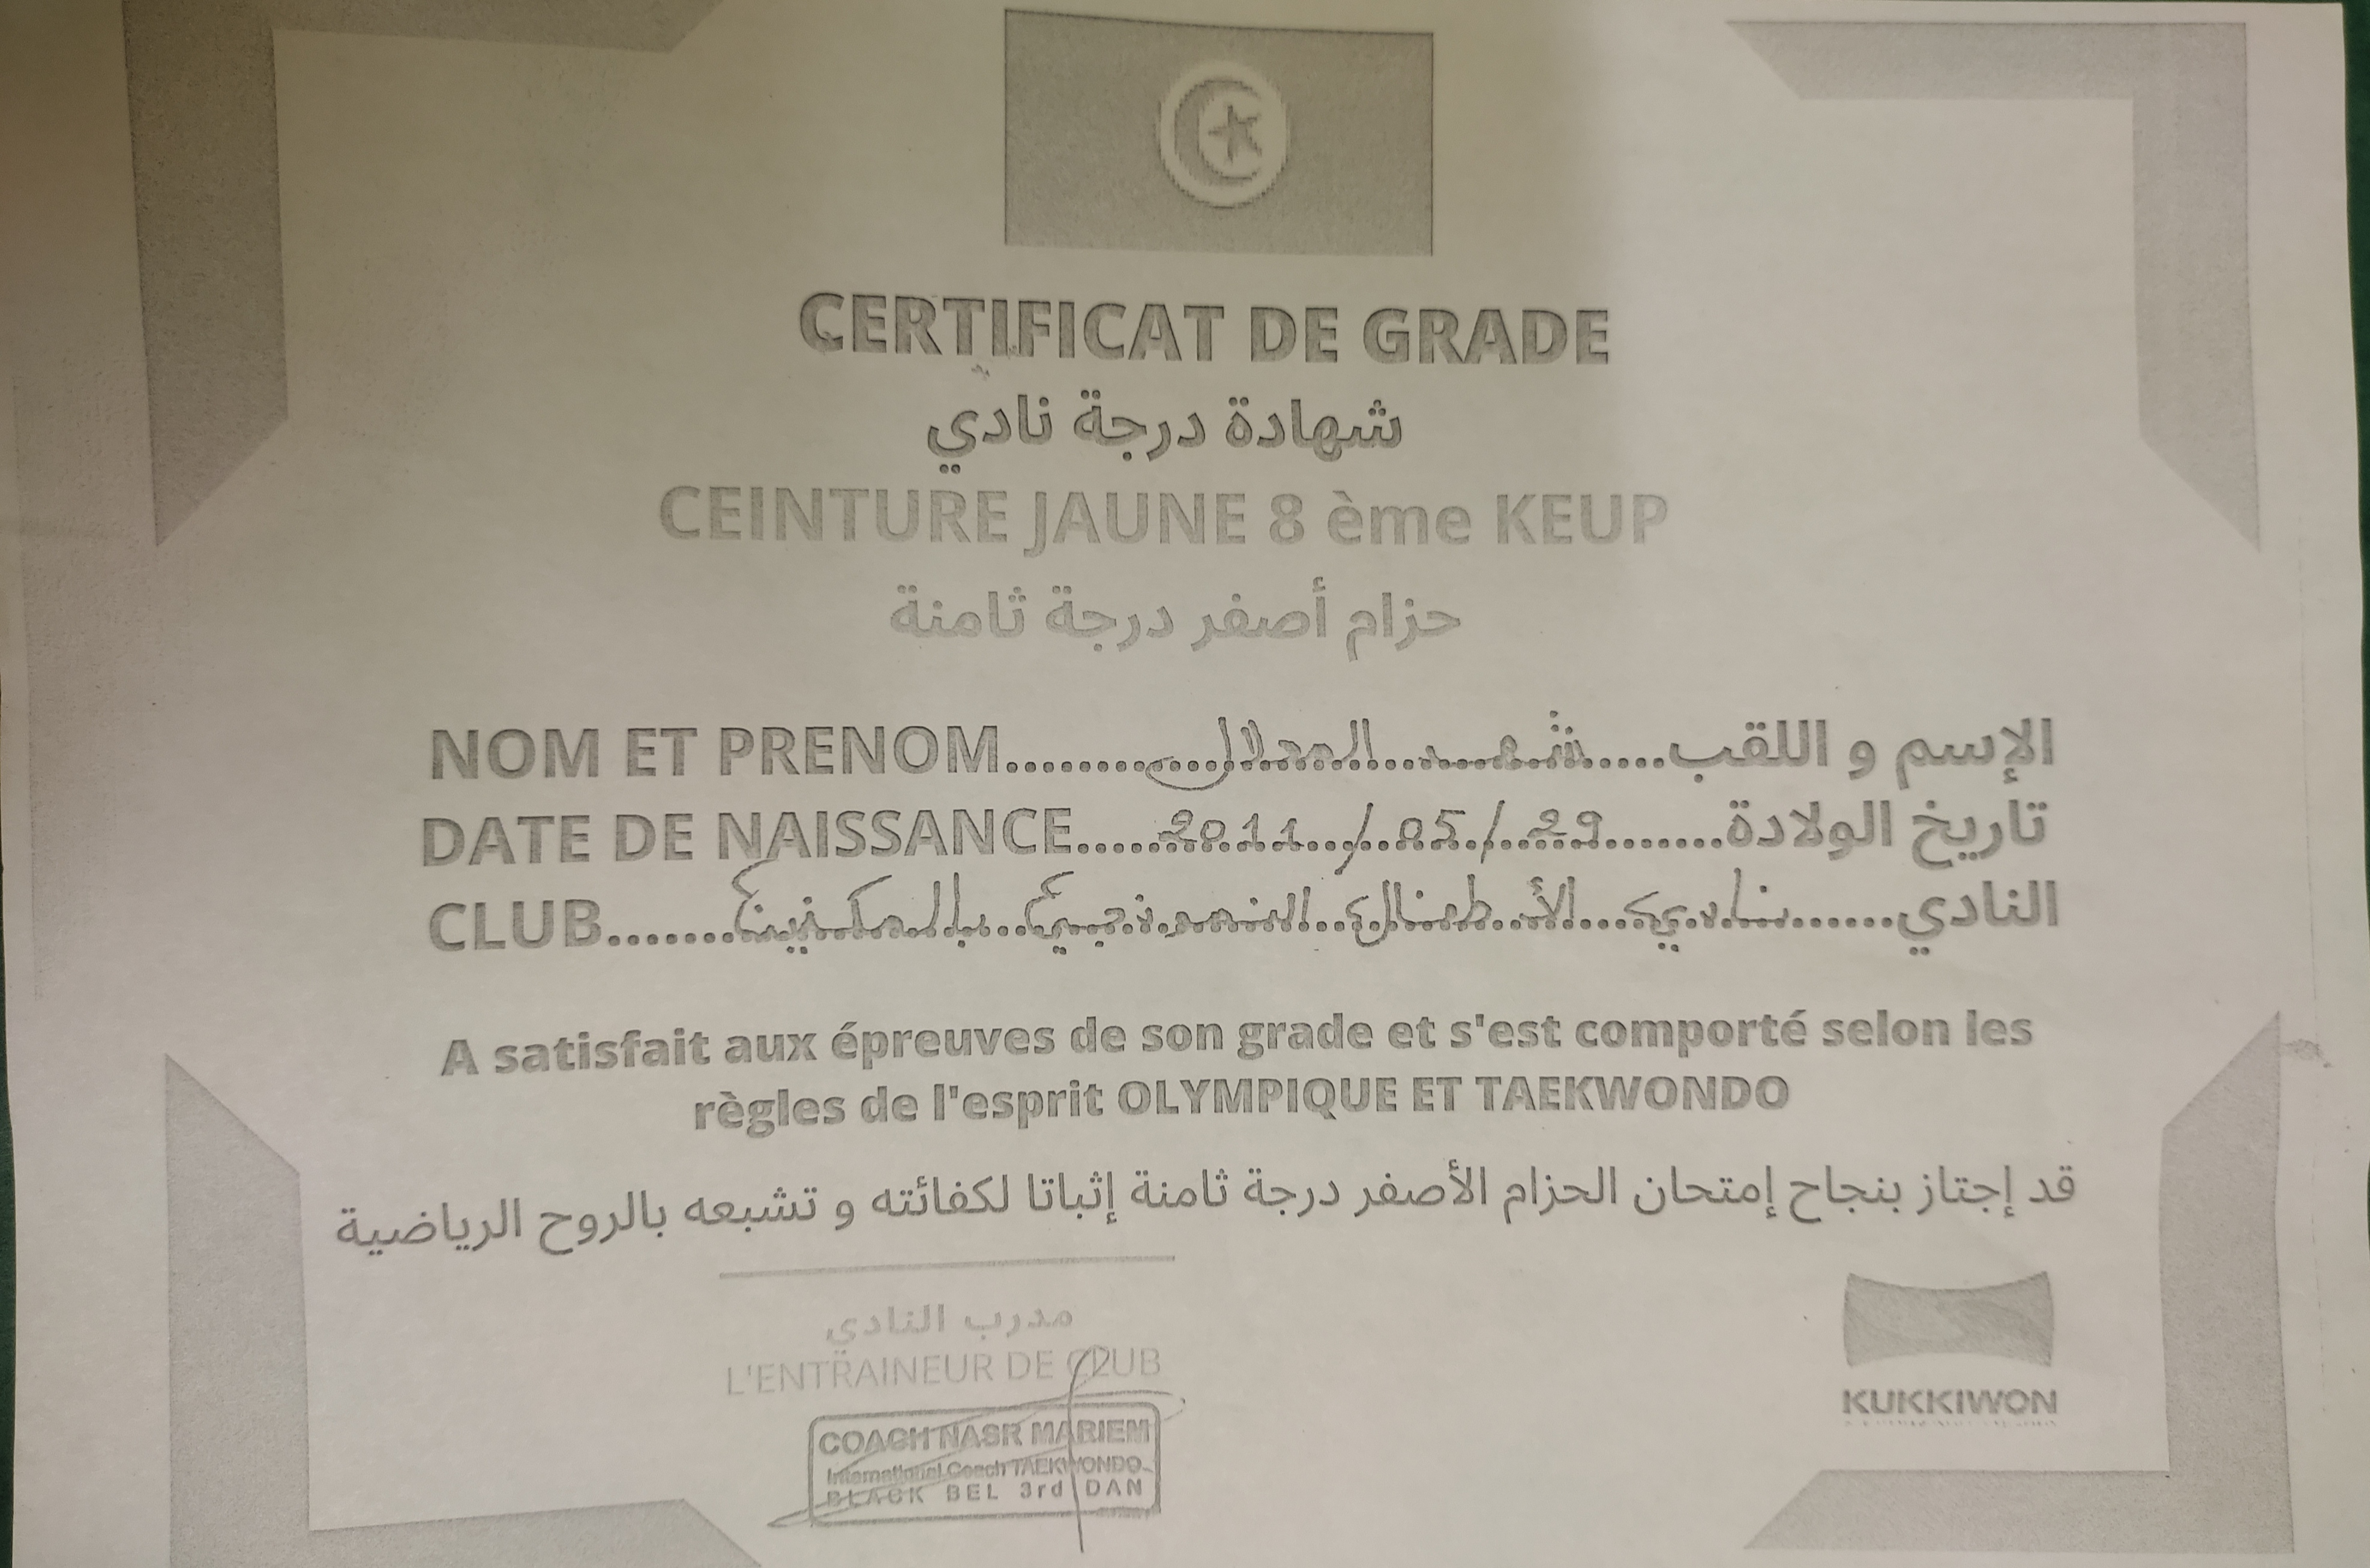 CERTIFICAT DE GRADE
شهادة درجة نادي
CEINTURE JAUNE 8 ème KEUP
حزام أصفر درجة ثامنة
NOM ET PRENOM..........شهد..........الإسم و اللقب
DATE DE NAISSANCE.....2011/05/29.......تاريخ الولادة
CLUB.......نادي الأطفال النموذجي بالمكنين......النادي
A satisfait aux épreuves de son grade et s'est comporté selon les
règles de l'esprit OLYMPIQUE ET TAEKWONDO
قد إجتاز بنجاح إمتحان الحزام الأصفر درجة ثامنة إثباتا لكفائته و تشبعه بالروح الرياضية
مدرب النادي
L'ENTRAINEUR DE CLUB
COACH NASR MARIEM
International Coach TAEKWONDO
BLACK BEL 3rd DAN
KUKKIWON